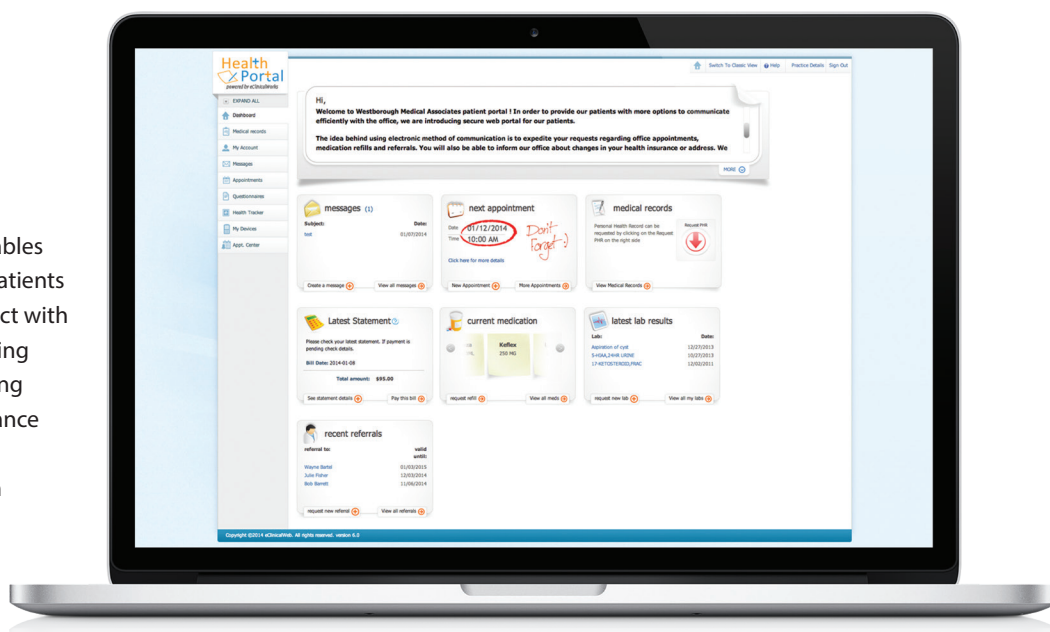 ables
atients
ct with
ing
ng
ance
Health
Portal
powered by eClinicalWorks
Switch To Classic View Help Practice Details Sign Out
EXPAND ALL
Dashboard
Medical records
My Account
Messages
Appointments
Questionnaires
Health Tracker
My Devices
Appt. Center
Hi,
Welcome to Westborough Medical Associates patient portal ! In order to provide our patients with more options to communicate
efficiently with the office, we are introducing secure web portal for our patients.
The idea behind using electronic method of communication is to expedite your requests regarding office appointments,
medication refills and referrals. You will also be able to inform our office about changes in your health insurance or address. We
MORE
messages (1)
Subject: Date:
test 01/07/2014
Create a message View all messages
next appointment
Date 01/12/2014
Time 10:00 AM
Don't
Forget :)
Click here for more details
New Appointment More Appointments
medical records
Personal Health Record can be
requested by clicking on the Request
PHR on the right side
Request PHR
View Medical Records
Latest Statement
Please check your latest statement. If payment is
pending check details.
Bill Date: 2014-01-08
Total amount: $95.00
See statement details Pay this bill
current medication
Keflex
250 MG
request refill View all meds
latest lab results
Lab: Date:
Aspiration of cyst 12/27/2013
5-HIAA,24HR URINE 10/27/2013
17-KETOSTEROID,FRAC 12/02/2011
request new lab View all my labs
recent referrals
referral to: valid
until:
Wayne Bartel 01/03/2015
Julie Fisher 12/03/2014
Bob Barrett 11/06/2014
request new referral View all referrals
Copyright ©2014 eClinicalWeb. All rights reserved. version 6.0